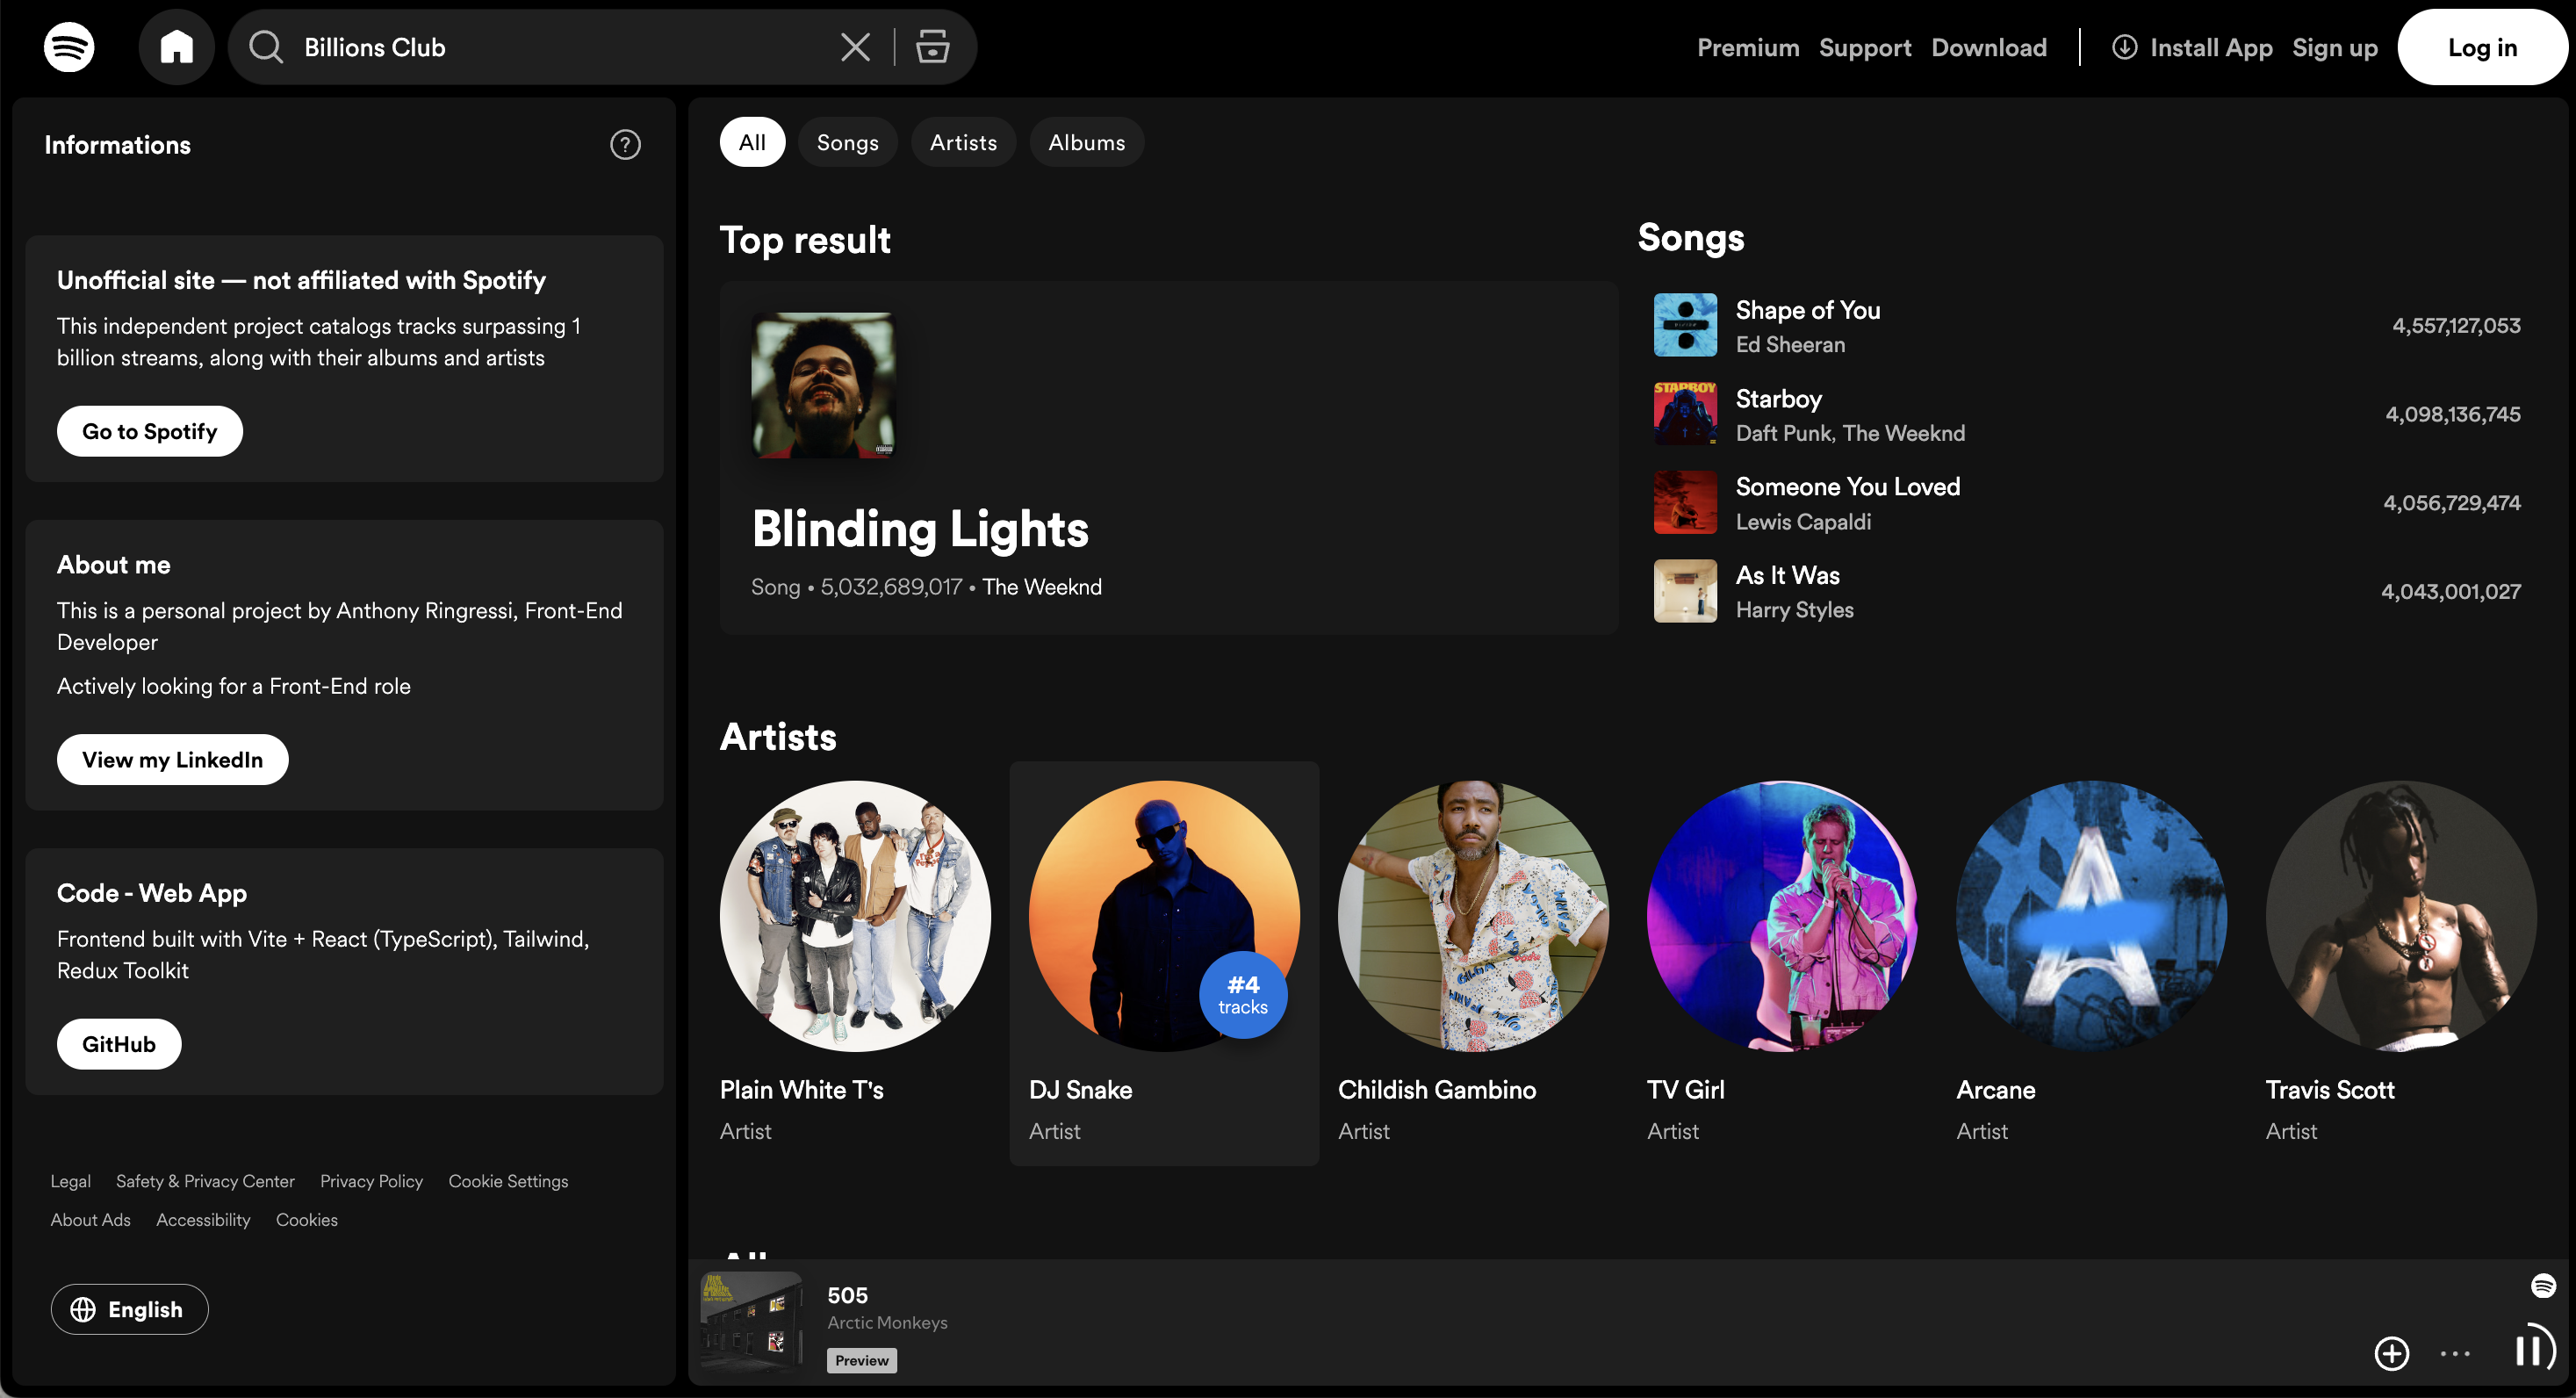 Billions Club
Premium Support Download Install App Sign up Log in
Informations
?
Unofficial site — not affiliated with Spotify
This independent project catalogs tracks surpassing 1
billion streams, along with their albums and artists
Go to Spotify
About me
This is a personal project by Anthony Ringressi, Front-End
Developer
Actively looking for a Front-End role
View my LinkedIn
Code - Web App
Frontend built with Vite + React (TypeScript), Tailwind,
Redux Toolkit
GitHub
Legal Safety & Privacy Center Privacy Policy Cookie Settings
About Ads Accessibility Cookies
English
All Songs Artists Albums
Top result
Blinding Lights
Song • 5,032,689,017 • The Weeknd
Songs
Shape of You
Ed Sheeran
4,557,127,053
STARBOY
Starboy
Daft Punk, The Weeknd
4,098,136,745
Someone You Loved
Lewis Capaldi
4,056,729,474
As It Was
Harry Styles
4,043,001,027
Artists
#4
tracks
Plain White T's
Artist
DJ Snake
Artist
Childish Gambino
Artist
TV Girl
Artist
Arcane
Artist
Travis Scott
Artist
505
Arctic Monkeys
Preview